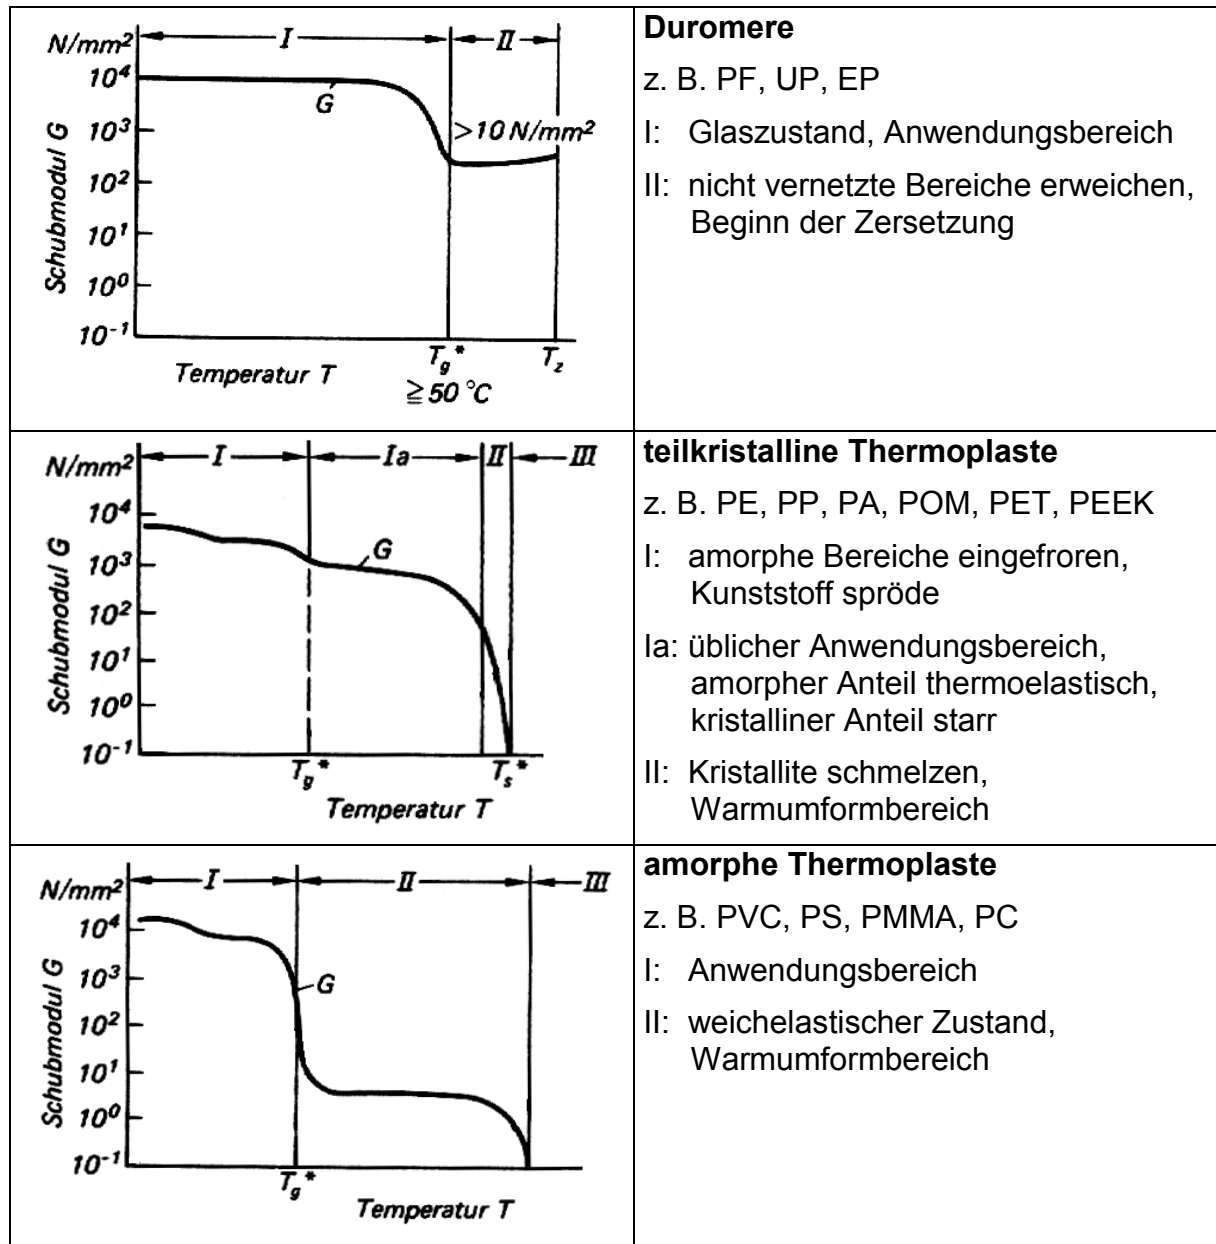 N/mm²
I
II
10⁴
G
10³
>10 N/mm²
10²
10¹
10⁰
10⁻¹
Schubmodul G
Temperatur T
Tg*
Tz
≧50 °C
Duromere
z. B. PF, UP, EP
I: Glaszustand, Anwendungsbereich
II: nicht vernetzte Bereiche erweichen,
Beginn der Zersetzung
N/mm²
I
Ia
II
III
10⁴
G
10³
10²
10¹
10⁰
10⁻¹
Schubmodul G
Tg*
Ts*
Temperatur T
teilkristalline Thermoplaste
z. B. PE, PP, PA, POM, PET, PEEK
I: amorphe Bereiche eingefroren,
Kunststoff spröde
Ia: üblicher Anwendungsbereich,
amorpher Anteil thermoelastisch,
kristalliner Anteil starr
II: Kristallite schmelzen,
Warmumformbereich
N/mm²
I
II
III
10⁴
10³
G
10²
10¹
10⁰
10⁻¹
Schubmodul G
Tg*
Temperatur T
amorphe Thermoplaste
z. B. PVC, PS, PMMA, PC
I: Anwendungsbereich
II: weichelastischer Zustand,
Warmumformbereich